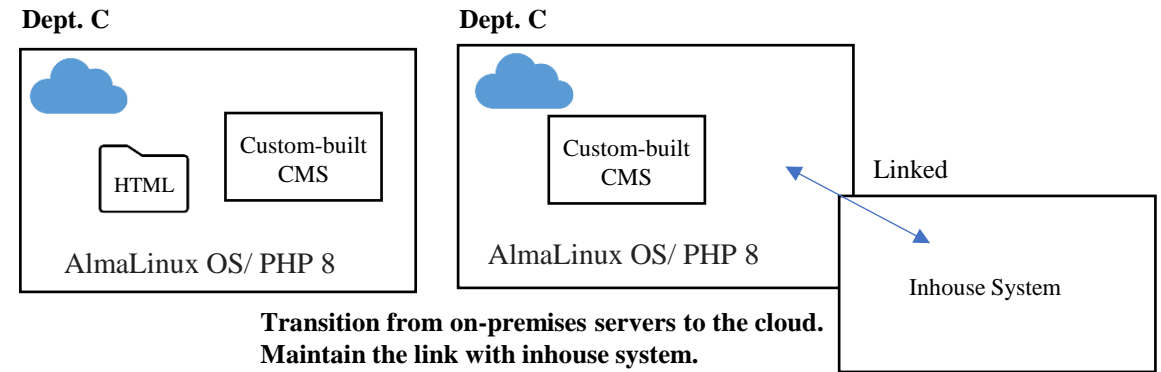 Dept. C
HTML
Custom-built
CMS
AlmaLinux OS/ PHP 8
Dept. C
Custom-built
CMS
AlmaLinux OS/ PHP 8
Linked
Inhouse System
Transition from on-premises servers to the cloud.
Maintain the link with inhouse system.